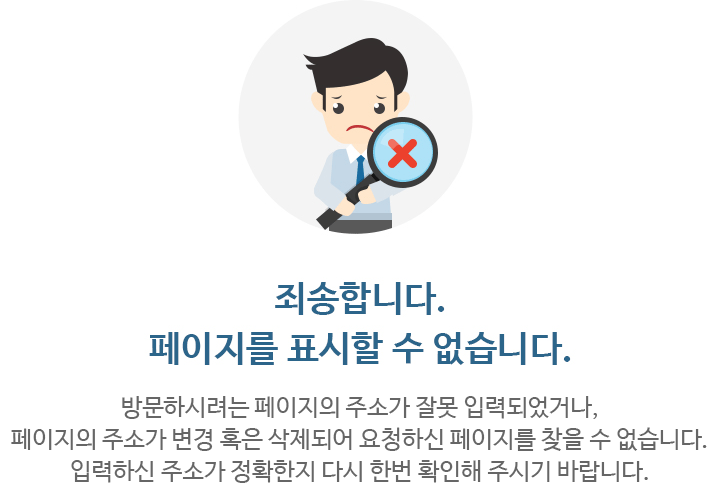 죄송합니다.
페이지를 표시할 수 없습니다.
방문하시려는 페이지의 주소가 잘못 입력되었거나,
페이지의 주소가 변경 혹은 삭제되어 요청하신 페이지를 찾을 수 없습니다.
입력하신 주소가 정확한지 다시 한번 확인해 주시기 바랍니다.